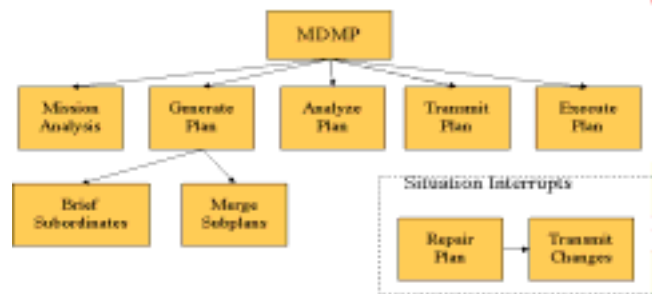 MDMP
Mission
Analysis
Generate
Plan
Analyze
Plan
Transmit
Plan
Execute
Plan
Brief
Subordinates
Merge
Subplans
Situation Interrupts
Repair
Plan
Transmit
Changes